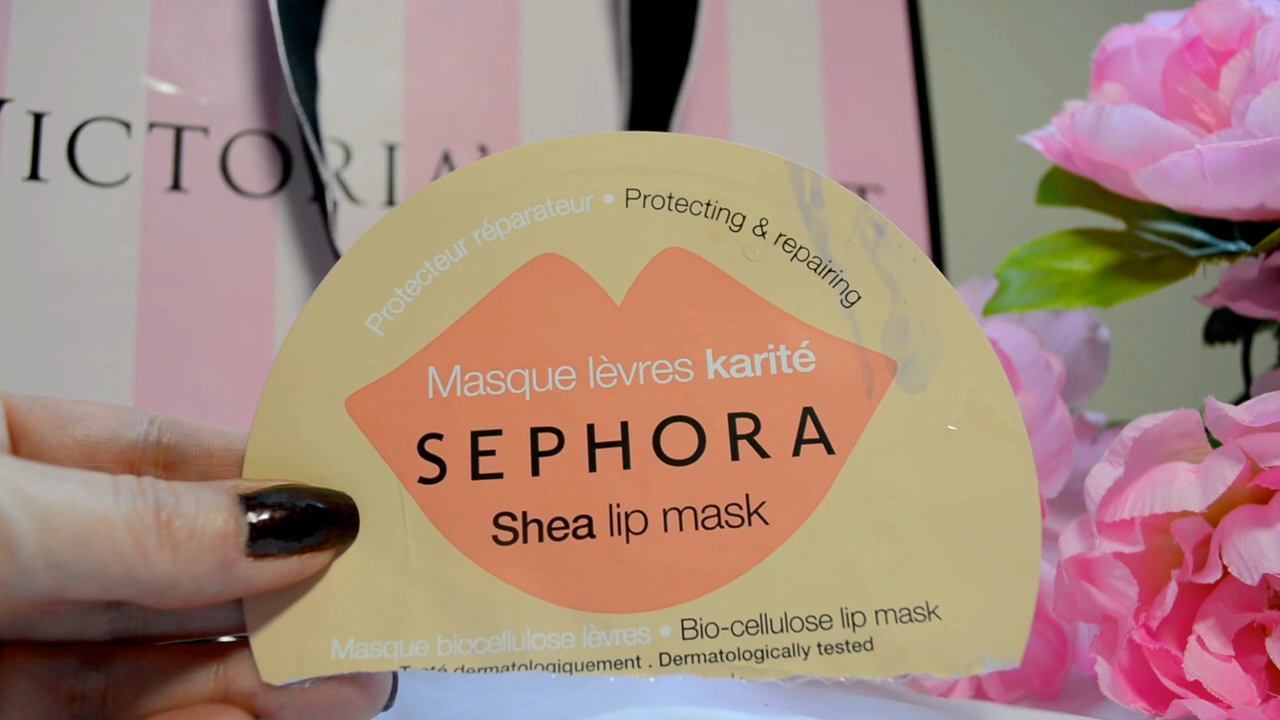 VICTORIA'
Protecteur réparateur • Protecting & repairing
Masque lèvres karité
SEPHORA
Shea lip mask
Masque biocellulose lèvres • Bio-cellulose lip mask
Testé dermatologiquement . Dermatologically tested